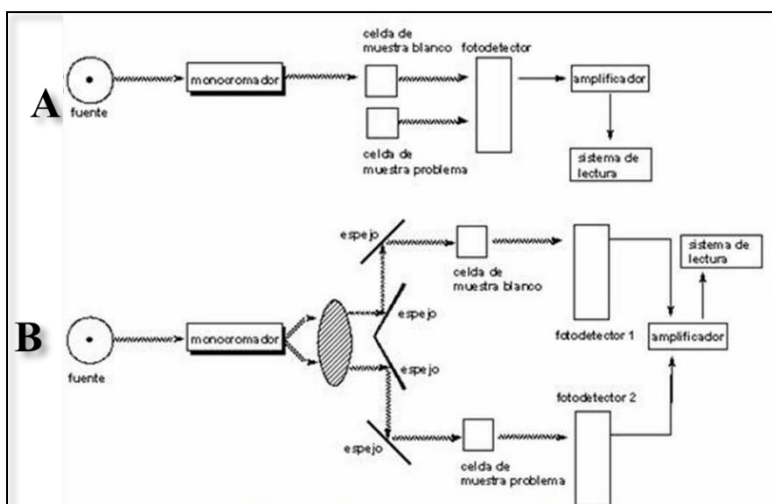 A
fuente
monocromador
celda de
muestra blanco
fotodetector
celda de
muestra problema
amplificador
sistema de
lectura
B
fuente
monocromador
espejo
espejo
espejo
espejo
celda de
muestra blanco
fotodetector 1
celda de
muestra problema
fotodetector 2
amplificador
sistema de
lectura